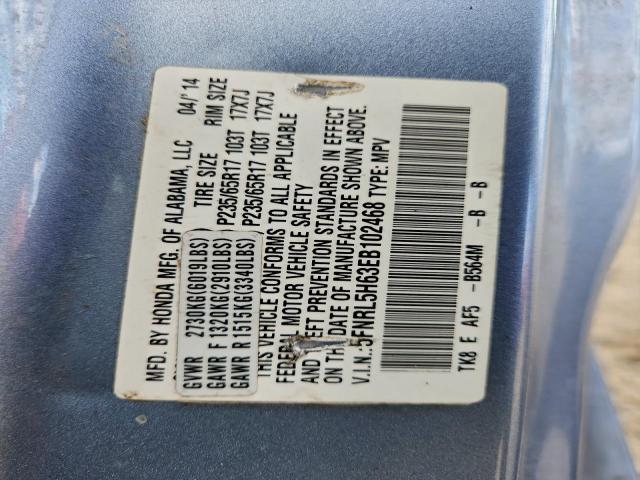 MFD. BY HONDA MFG. OF ALABAMA, LLC 04/'14
TIRE SIZE RIM SIZE
GVWR 2730KG(6019LBS)
GAWR F 1320KG(2910LBS) P235/65R17 103T 17X7J
GAWR R 1515KG(3340LBS) P235/65R17 103T 17X7J
THIS VEHICLE CONFORMS TO ALL APPLICABLE
FEDERAL MOTOR VEHICLE SAFETY
AND THEFT PREVENTION STANDARDS IN EFFECT
ON THE DATE OF MANUFACTURE SHOWN ABOVE.
V.I.N.:5FNRL5H63EB102468 TYPE: MPV
TK8 E AF5 -B564M -B -B